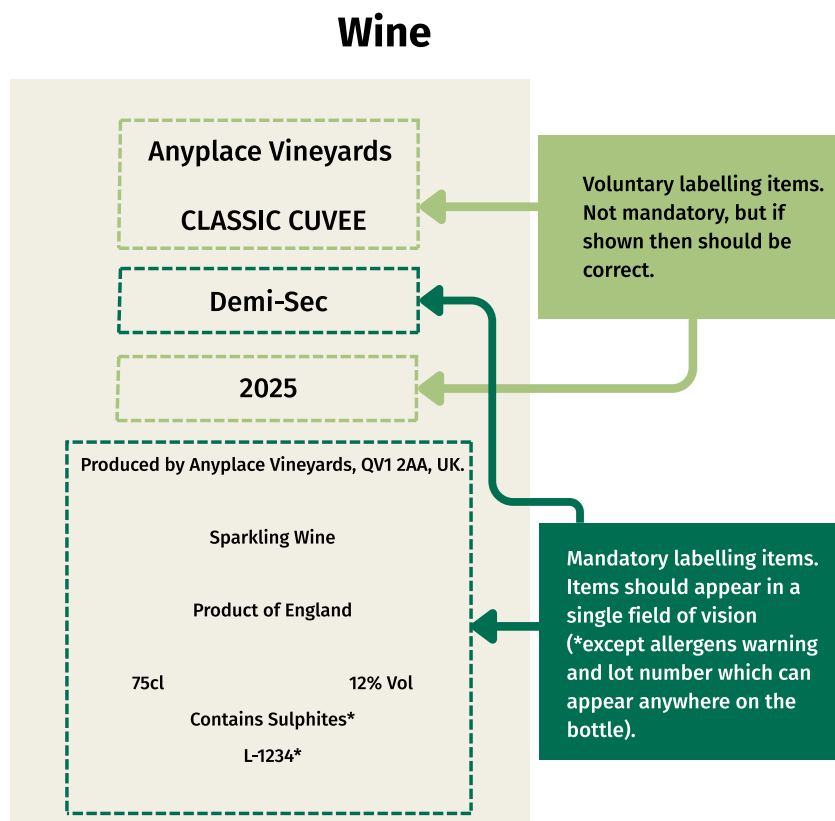 Wine
Anyplace Vineyards
CLASSIC CUVEE
Voluntary labelling items.
Not mandatory, but if
shown then should be
correct.
Demi-Sec
2025
Produced by Anyplace Vineyards, QV1 2AA, UK.
Sparkling Wine
Product of England
75cl 12% Vol
Contains Sulphites*
L-1234*
Mandatory labelling items.
Items should appear in a
single field of vision
(*except allergens warning
and lot number which can
appear anywhere on the
bottle).